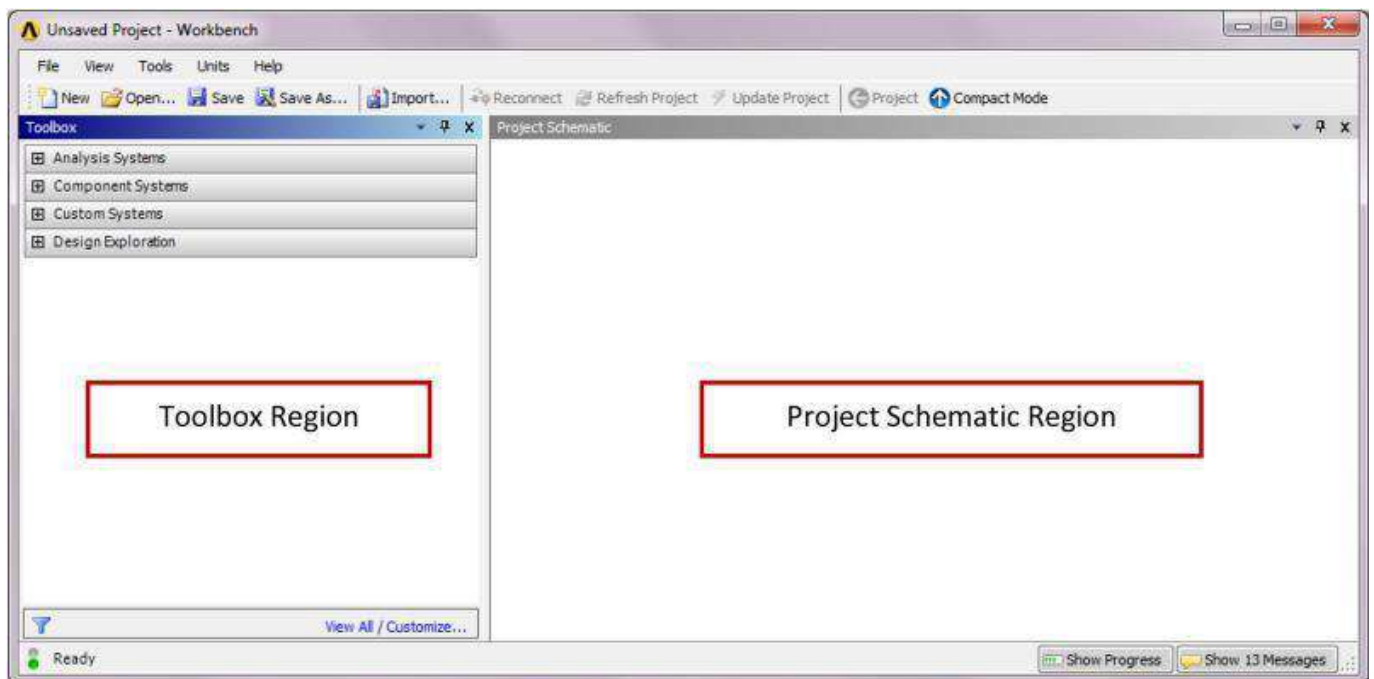 Unsaved Project - Workbench
File View Tools Units Help
New Open... Save Save As... Import... Reconnect Refresh Project Update Project Project Compact Mode
Toolbox
Project Schematic
Analysis Systems
Component Systems
Custom Systems
Design Exploration
Toolbox Region
Project Schematic Region
View All / Customize...
Ready
Show Progress
Show 13 Messages